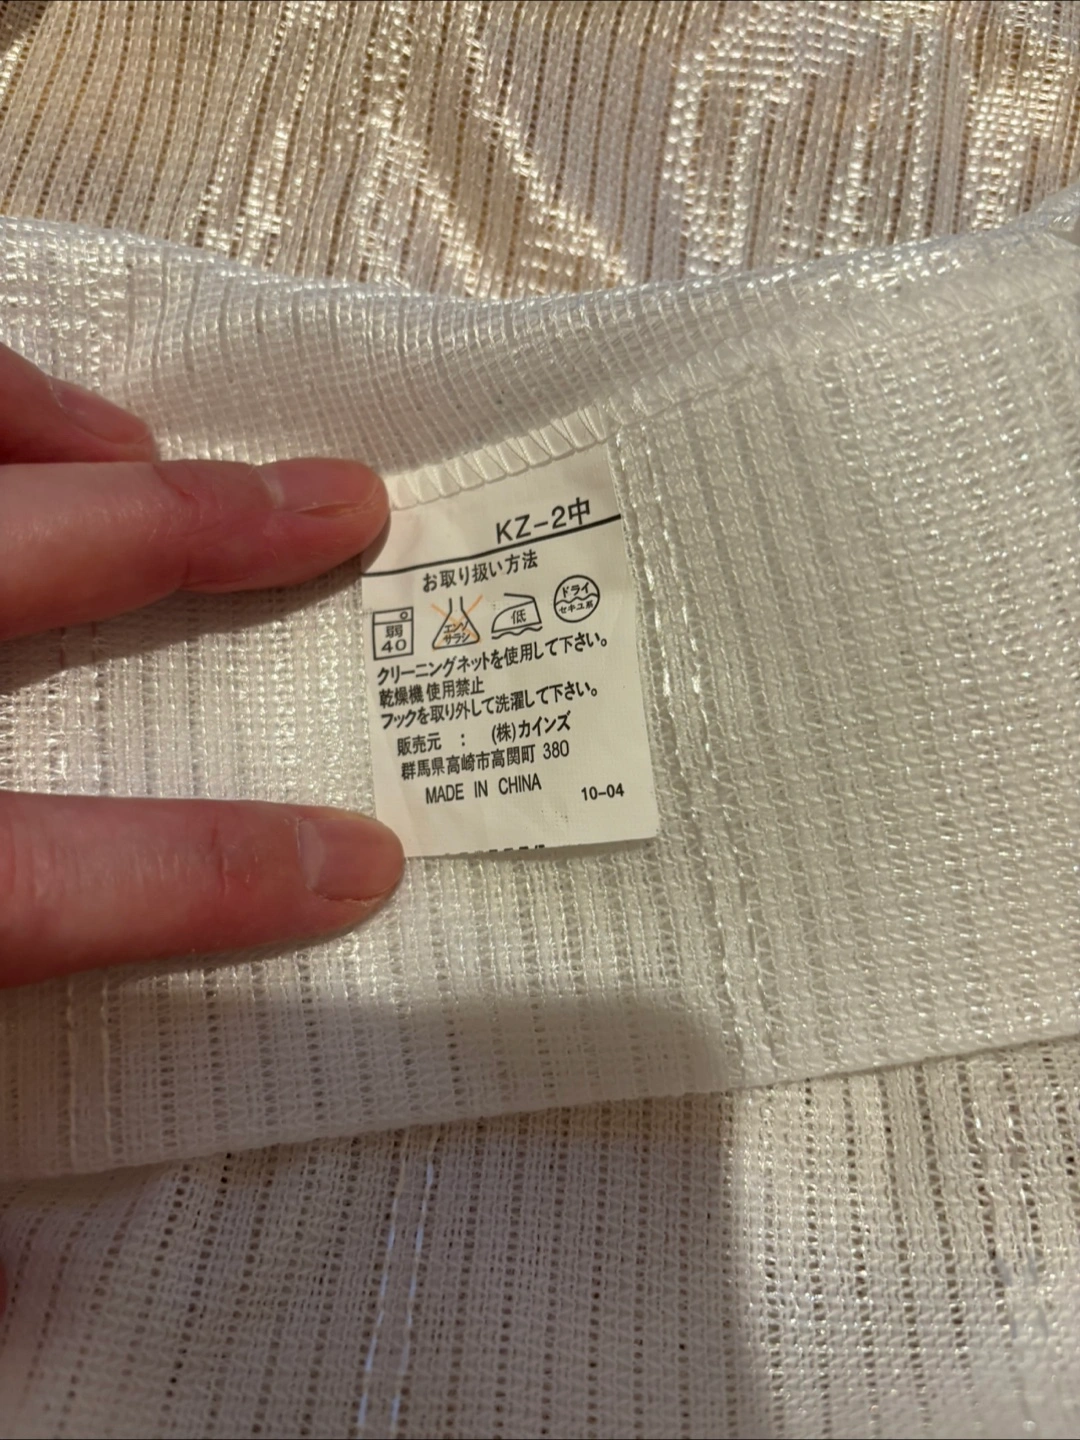 KZ-2中
お取り扱い方法
弱 40 エンソ サラシ 低 ドライ セキユ系
クリーニングネットを使用して下さい。
乾燥機使用禁止
フックを取り外して洗濯して下さい。
販売元 : (株)カインズ
群馬県高崎市高関町 380
MADE IN CHINA 10-04